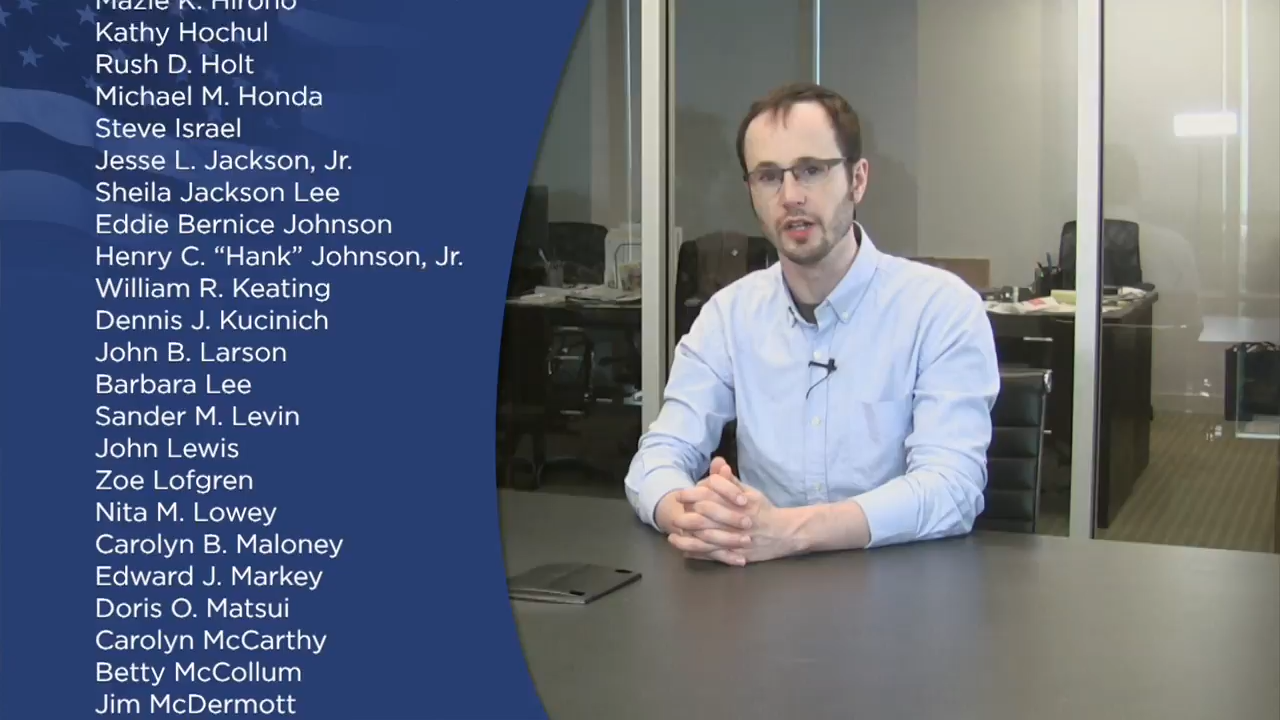 Mazie K. Hirono
Kathy Hochul
Rush D. Holt
Michael M. Honda
Steve Israel
Jesse L. Jackson, Jr.
Sheila Jackson Lee
Eddie Bernice Johnson
Henry C. “Hank” Johnson, Jr.
William R. Keating
Dennis J. Kucinich
John B. Larson
Barbara Lee
Sander M. Levin
John Lewis
Zoe Lofgren
Nita M. Lowey
Carolyn B. Maloney
Edward J. Markey
Doris O. Matsui
Carolyn McCarthy
Betty McCollum
Jim McDermott